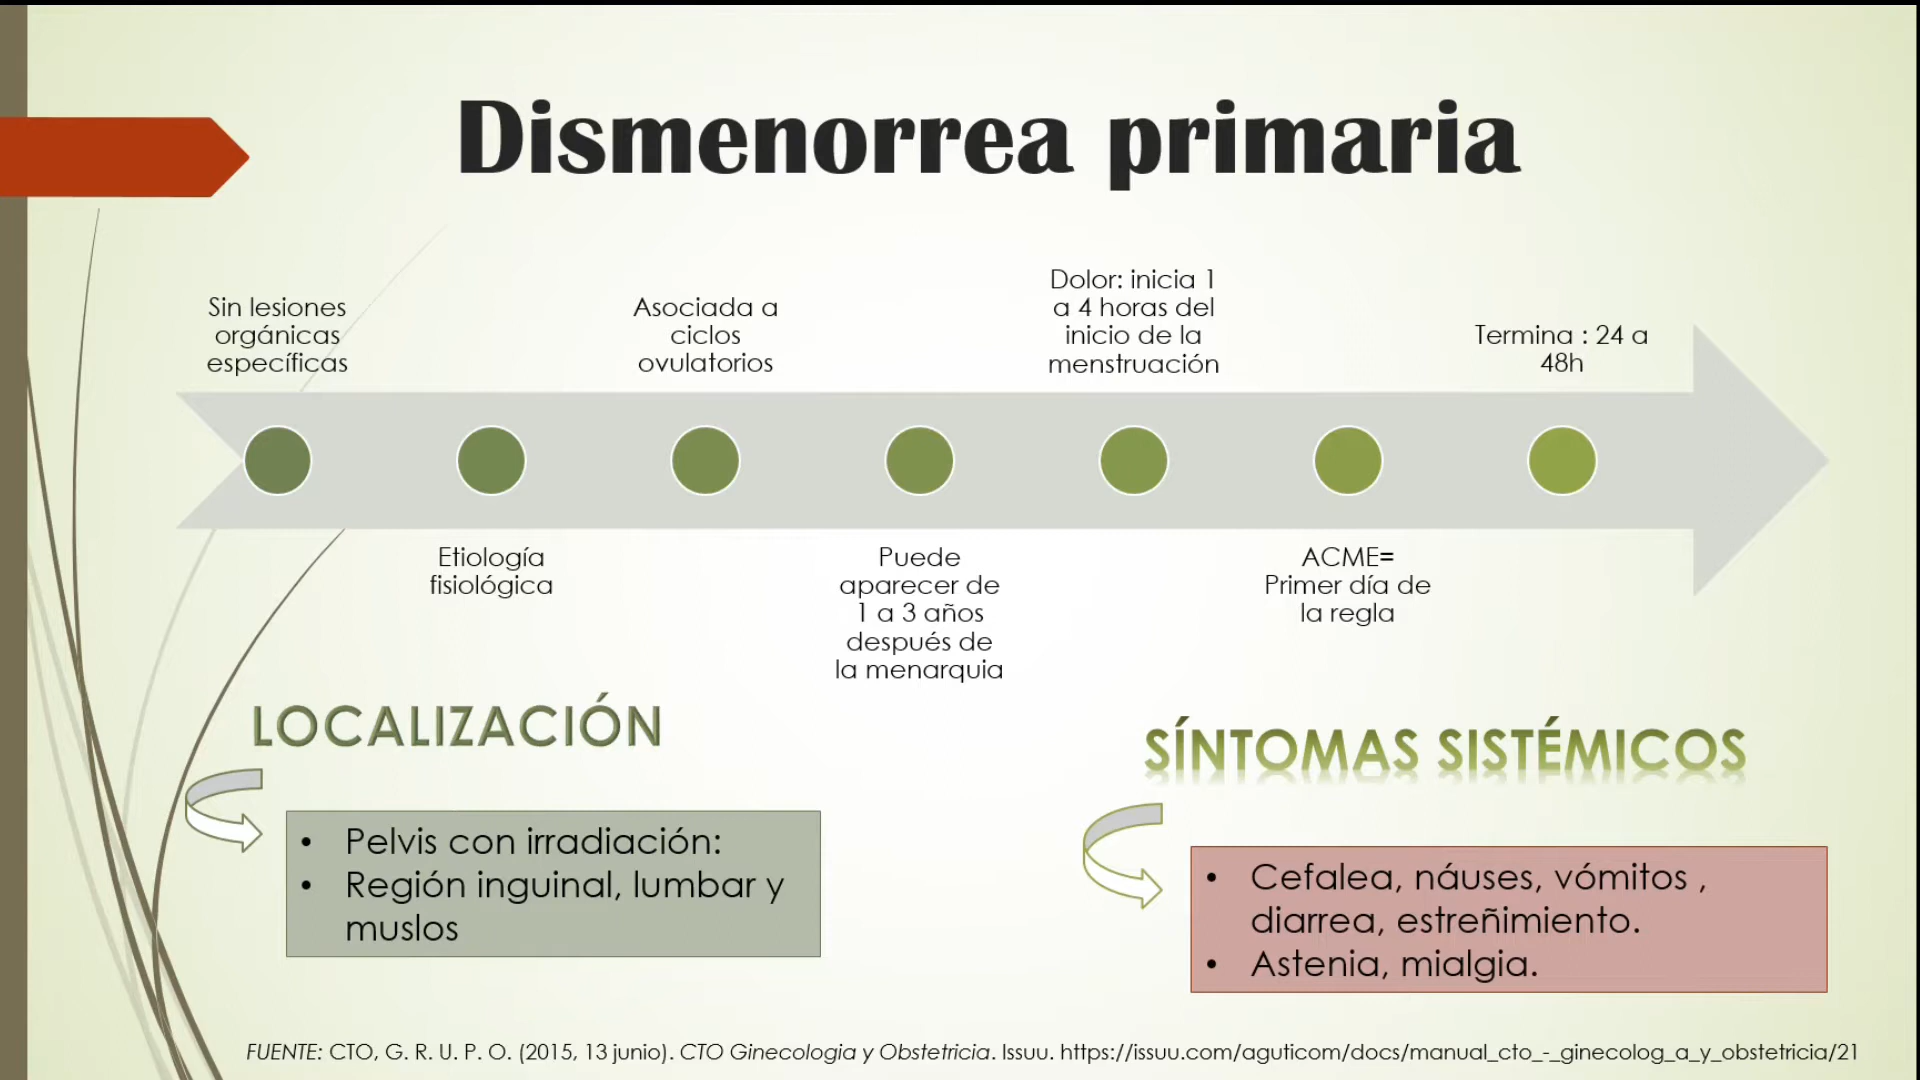 Dismenorrea primaria
Sin lesiones
orgánicas
específicas
Etiología
fisiológica
Asociada a
ciclos
ovulatorios
Puede
aparecer de
1 a 3 años
después de
la menarquia
Dolor: inicia 1
a 4 horas del
inicio de la
menstruación
ACME=
Primer día de
la regla
Termina : 24 a
48h
LOCALIZACIÓN
• Pelvis con irradiación:
• Región inguinal, lumbar y
muslos
SÍNTOMAS SISTÉMICOS
• Cefalea, náuses, vómitos ,
diarrea, estreñimiento.
• Astenia, mialgia.
FUENTE: CTO, G. R. U. P. O. (2015, 13 junio). CTO Ginecologia y Obstetricia. Issuu. https://issuu.com/aguticom/docs/manual_cto_-_ginecolog_a_y_obstetricia/21